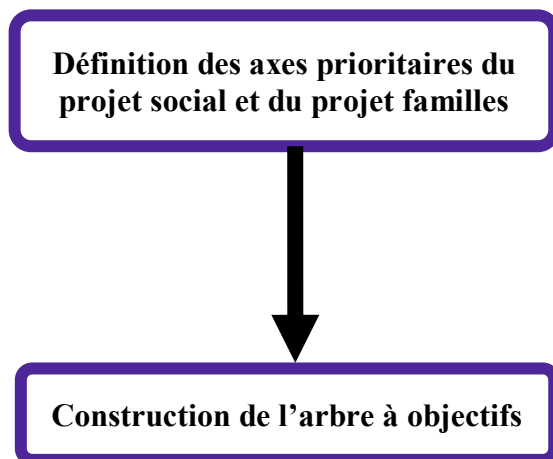 Définition des axes prioritaires du
projet social et du projet familles
Construction de l’arbre à objectifs